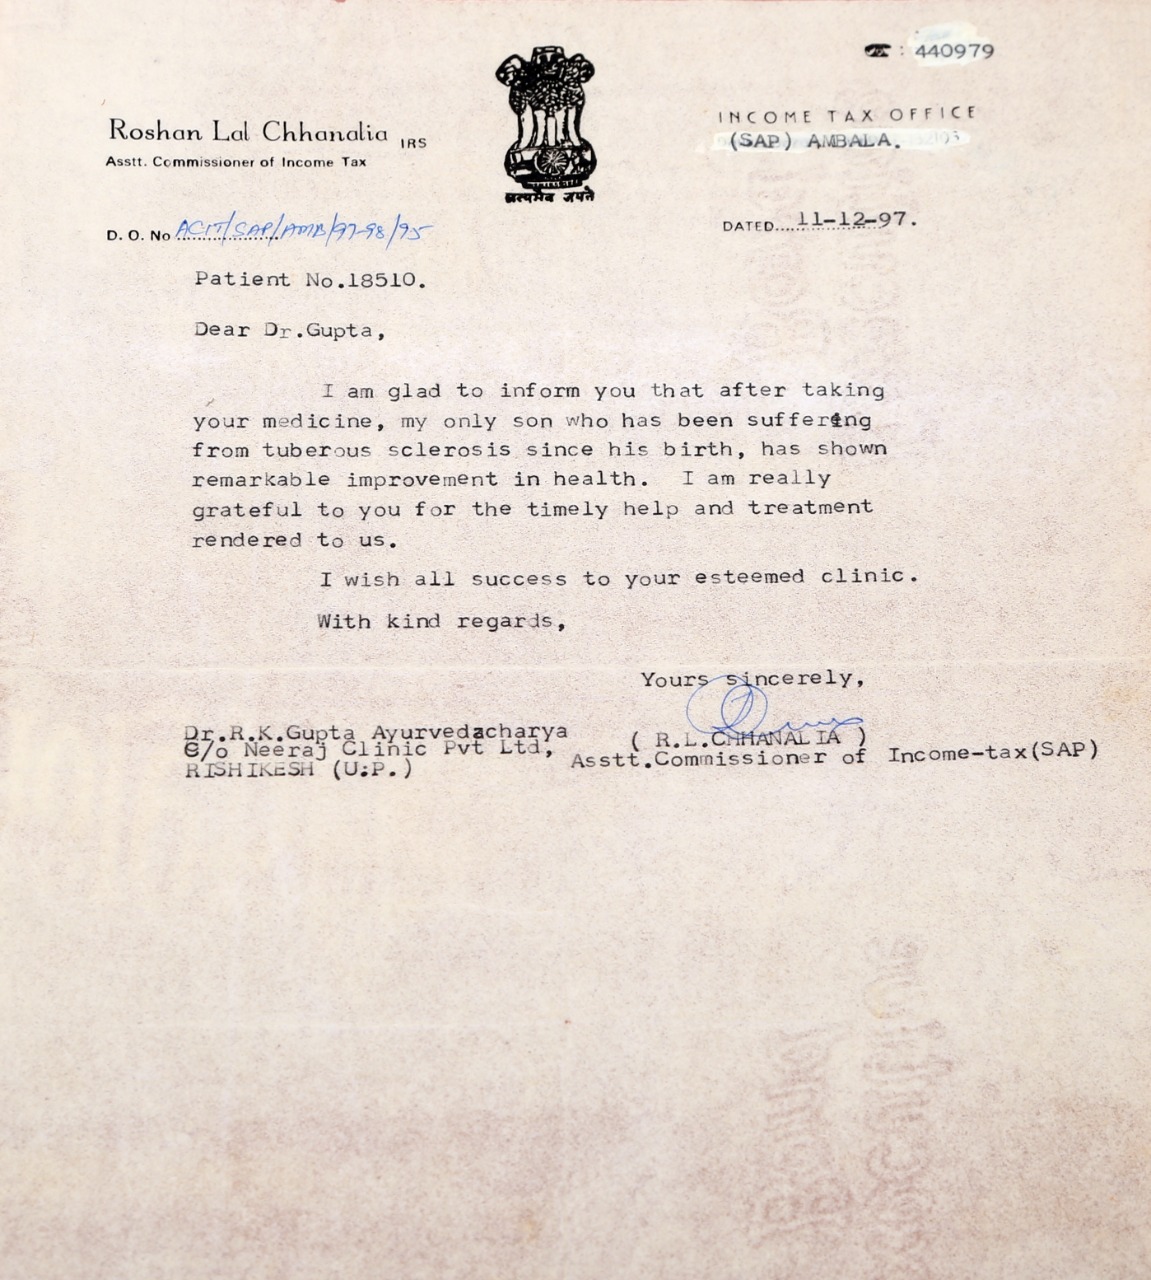 ☎ : 440979
Roshan Lal Chhanalia IRS
Asstt. Commissioner of Income Tax
सत्यमेव जयते
INCOME TAX OFFICE
(SAP) AMBALA.
D. O. No ACIT/SAP/AMB/97-98/95
DATED.....11-12-97.
Patient No.18510.
Dear Dr.Gupta,
I am glad to inform you that after taking
your medicine, my only son who has been suffering
from tuberous sclerosis since his birth, has shown
remarkable improvement in health. I am really
grateful to you for the timely help and treatment
rendered to us.
I wish all success to your esteemed clinic.
With kind regards,
Yours sincerely,
( R.L.CHHANALIA )
Asstt.Commissioner of Income-tax(SAP)
Dr.R.K.Gupta Ayurvedacharya
C/o Neeraj Clinic Pvt Ltd,
RISHIKESH (U.P.)